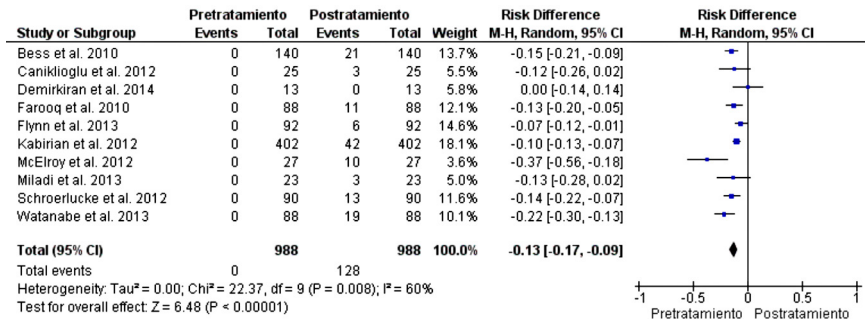 Pretratamiento Postratamiento Risk Difference Risk Difference
Study or Subgroup Events Total Events Total Weight M-H, Random, 95% CI M-H, Random, 95% CI
Bess et al. 2010 0 140 21 140 13.7% -0.15 [-0.21, -0.09]
Caniklioglu et al. 2012 0 25 3 25 5.5% -0.12 [-0.26, 0.02]
Demirkiran et al. 2014 0 13 0 13 5.8% 0.00 [-0.14, 0.14]
Farooq et al. 2010 0 88 11 88 12.1% -0.13 [-0.20, -0.05]
Flynn et al. 2013 0 92 6 92 14.6% -0.07 [-0.12, -0.01]
Kabirian et al. 2012 0 402 42 402 18.1% -0.10 [-0.13, -0.07]
McElroy et al. 2012 0 27 10 27 3.6% -0.37 [-0.56, -0.18]
Miladi et al. 2013 0 23 3 23 5.0% -0.13 [-0.28, 0.02]
Schroerlucke et al. 2012 0 90 13 90 11.6% -0.14 [-0.22, -0.07]
Watanabe et al. 2013 0 88 19 88 10.1% -0.22 [-0.30, -0.13]
Total (95% CI) 988 988 100.0% -0.13 [-0.17, -0.09]
Total events 0 128
Heterogeneity: Tau² = 0.00; Chi² = 22.37, df = 9 (P = 0.008); I² = 60%
Test for overall effect: Z = 6.48 (P < 0.00001)
-1 -0.5 0 0.5 1
Pretratamiento Postratamiento